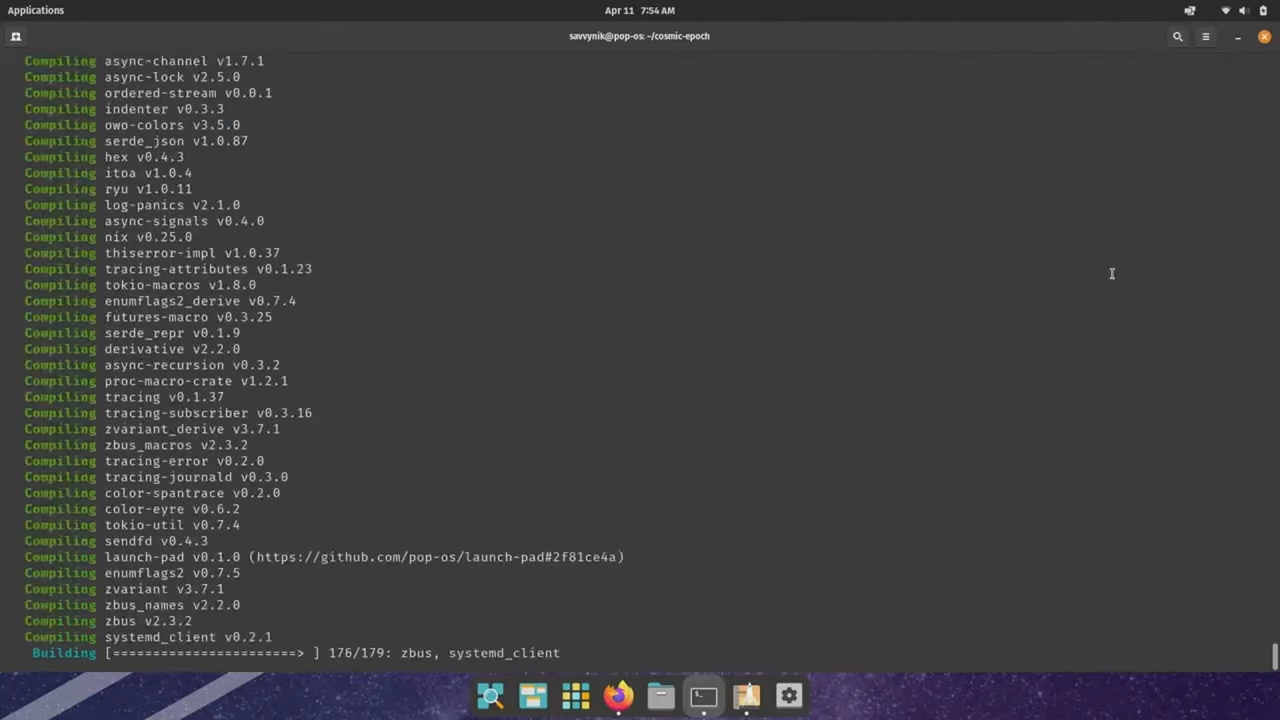 Applications
Apr 11 7:54 AM
savvynik@pop-os: ~/cosmic-epoch
Compiling async-channel v1.7.1
Compiling async-lock v2.5.0
Compiling ordered-stream v0.0.1
Compiling indenter v0.3.3
Compiling owo-colors v3.5.0
Compiling serde_json v1.0.87
Compiling hex v0.4.3
Compiling itoa v1.0.4
Compiling ryu v1.0.11
Compiling log-panics v2.1.0
Compiling async-signals v0.4.0
Compiling nix v0.25.0
Compiling thiserror-impl v1.0.37
Compiling tracing-attributes v0.1.23
Compiling tokio-macros v1.8.0
Compiling enumflags2_derive v0.7.4
Compiling futures-macro v0.3.25
Compiling serde_repr v0.1.9
Compiling derivative v2.2.0
Compiling async-recursion v0.3.2
Compiling proc-macro-crate v1.2.1
Compiling tracing v0.1.37
Compiling tracing-subscriber v0.3.16
Compiling zvariant_derive v3.7.1
Compiling zbus_macros v2.3.2
Compiling tracing-error v0.2.0
Compiling tracing-journald v0.3.0
Compiling color-spantrace v0.2.0
Compiling color-eyre v0.6.2
Compiling tokio-util v0.7.4
Compiling sendfd v0.4.3
Compiling launch-pad v0.1.0 (https://github.com/pop-os/launch-pad#2f81ce4a)
Compiling enumflags2 v0.7.5
Compiling zvariant v3.7.1
Compiling zbus_names v2.2.0
Compiling zbus v2.3.2
Compiling systemd_client v0.2.1
Building [=======================> ] 176/179: zbus, systemd_client